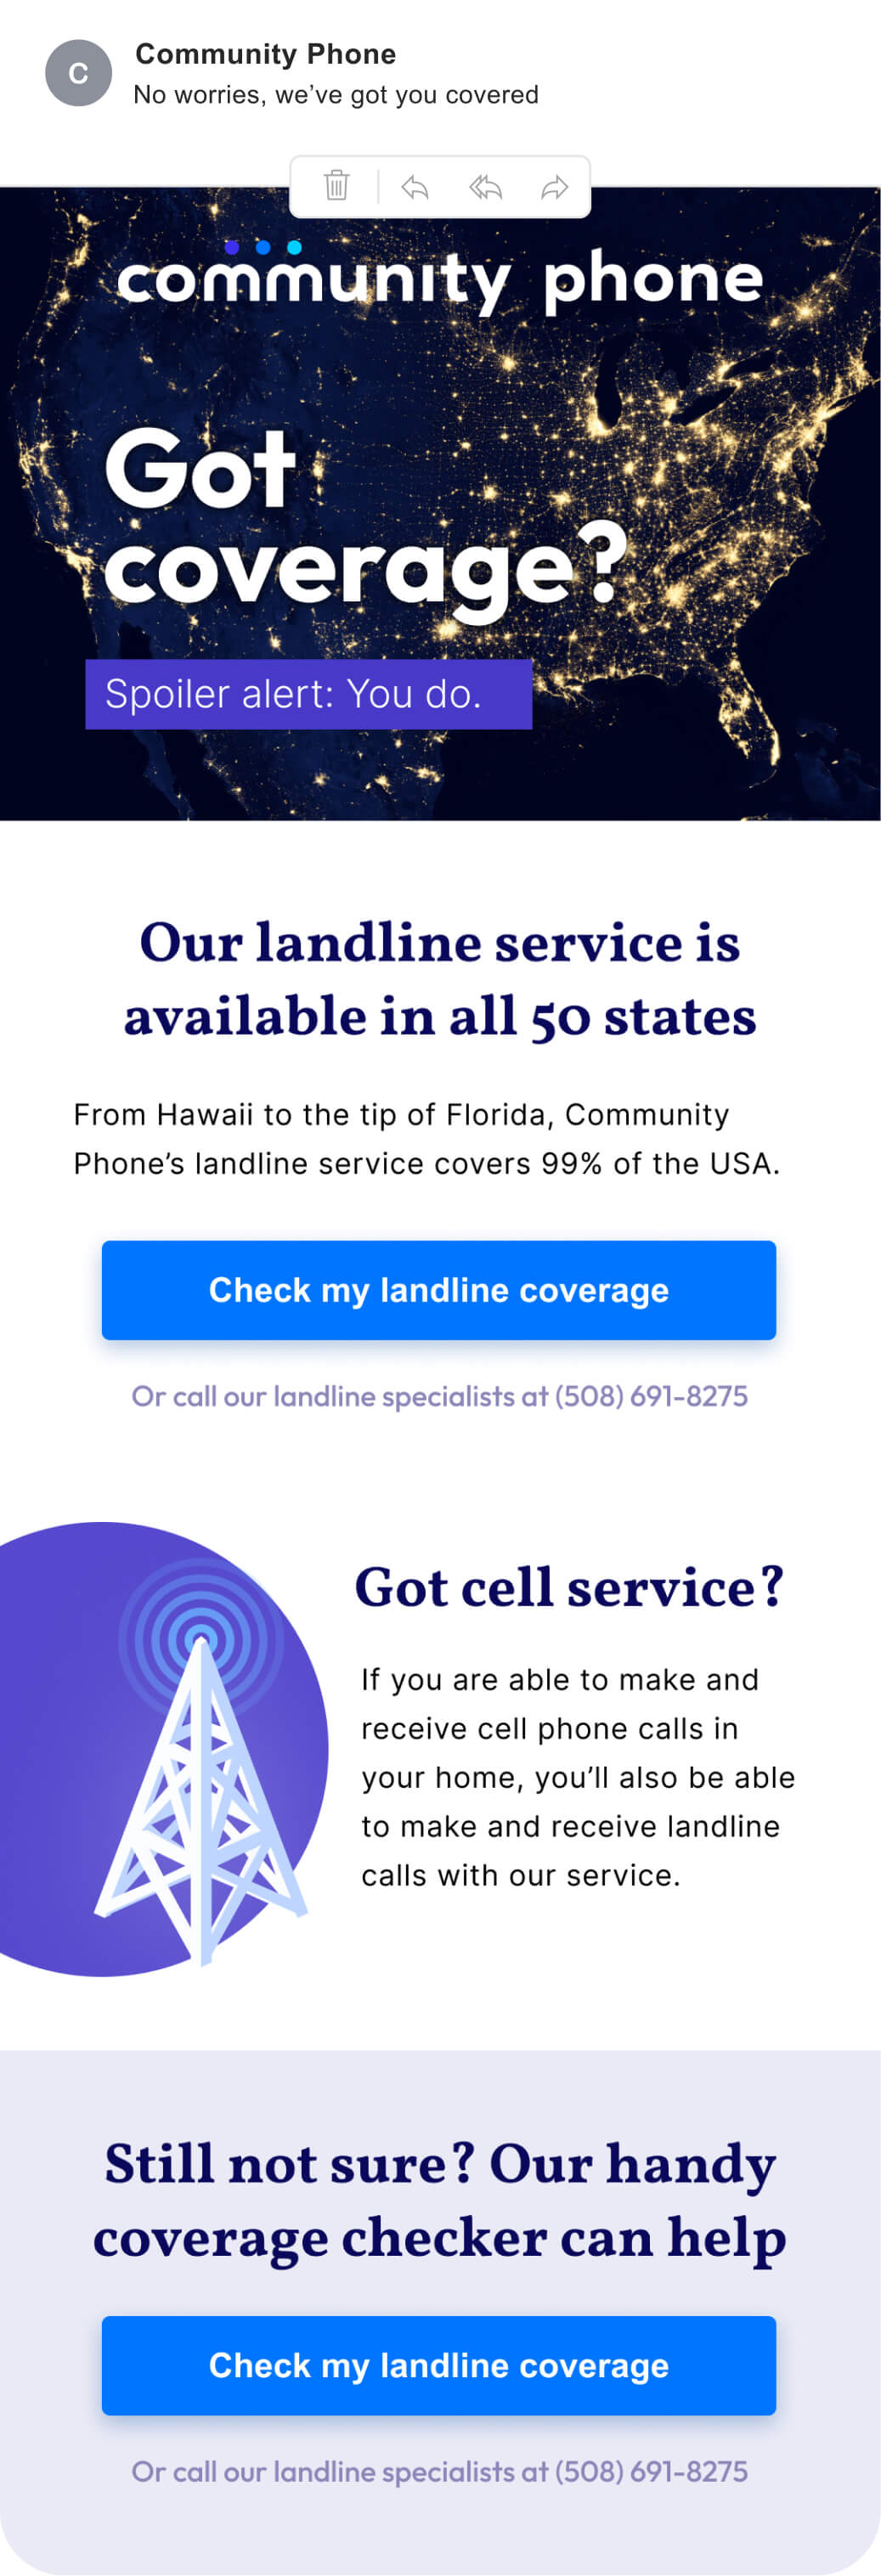 C
Community Phone
No worries, we’ve got you covered
community phone
Got
coverage?
Spoiler alert: You do.
Our landline service is
available in all 50 states
From Hawaii to the tip of Florida, Community
Phone’s landline service covers 99% of the USA.
Check my landline coverage
Or call our landline specialists at (508) 691-8275
Got cell service?
If you are able to make and
receive cell phone calls in
your home, you’ll also be able
to make and receive landline
calls with our service.
Still not sure? Our handy
coverage checker can help
Check my landline coverage
Or call our landline specialists at (508) 691-8275